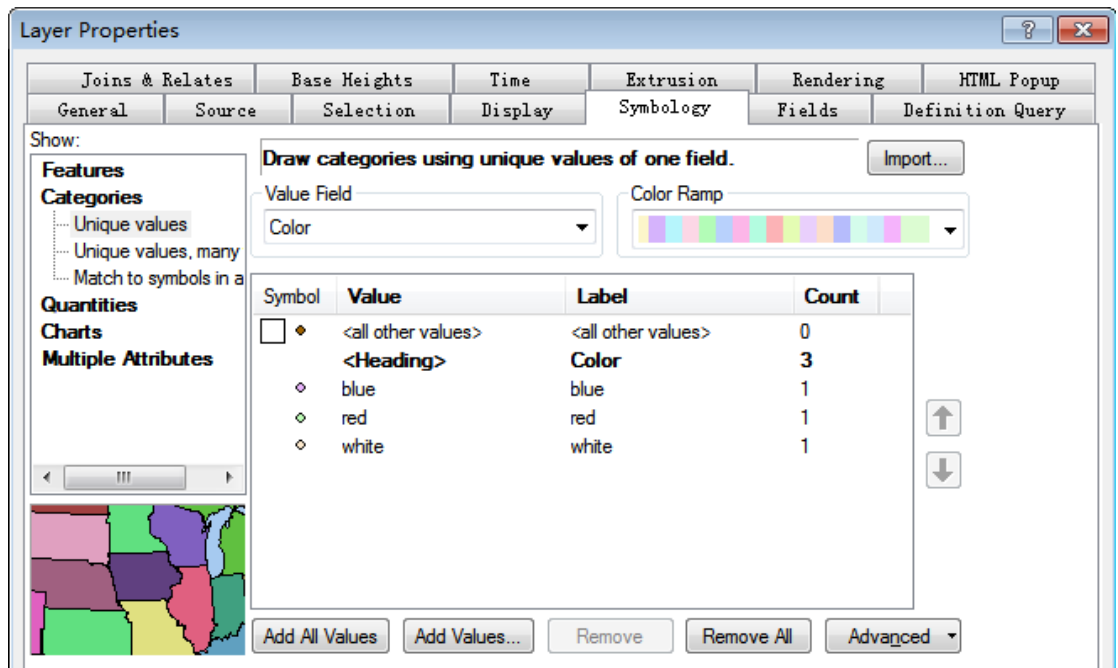 Layer Properties
Joins & Relates Base Heights Time Extrusion Rendering HTML Popup
General Source Selection Display Symbology Fields Definition Query
Show:
Features
Categories
Unique values
Unique values, many
Match to symbols in a
Quantities
Charts
Multiple Attributes
Draw categories using unique values of one field.
Import...
Value Field
Color
Color Ramp
Symbol Value Label Count
<all other values> <all other values> 0
<Heading> Color 3
blue blue 1
red red 1
white white 1
Add All Values Add Values... Remove Remove All Advanced